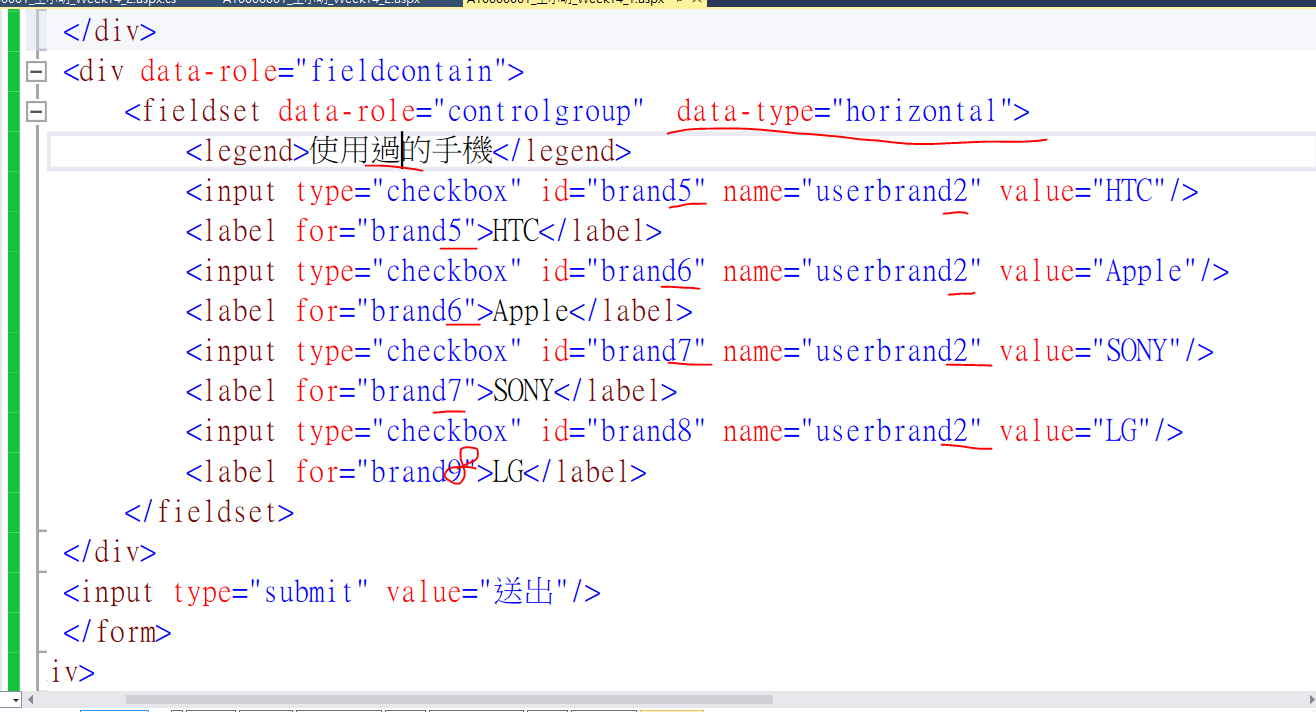 </div>
<div data-role="fieldcontain">
<fieldset data-role="controlgroup" data-type="horizontal">
<legend>使用過的手機</legend>
<input type="checkbox" id="brand5" name="userbrand2" value="HTC"/>
<label for="brand5">HTC</label>
<input type="checkbox" id="brand6" name="userbrand2" value="Apple"/>
<label for="brand6">Apple</label>
<input type="checkbox" id="brand7" name="userbrand2" value="SONY"/>
<label for="brand7">SONY</label>
<input type="checkbox" id="brand8" name="userbrand2" value="LG"/>
<label for="brand9">LG</label>
8
</fieldset>
</div>
<input type="submit" value="送出"/>
</form>
iv>